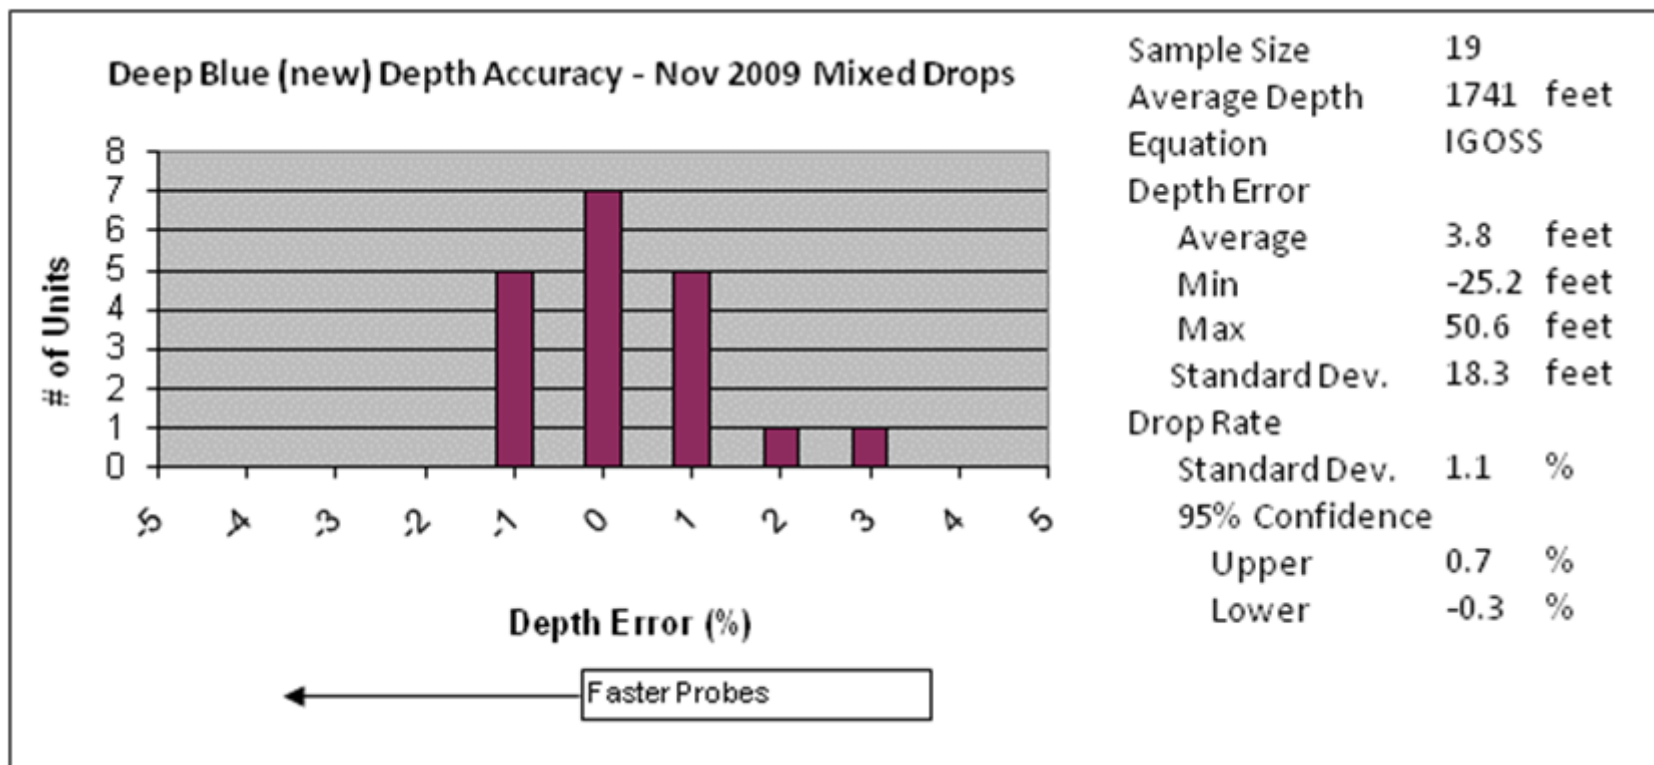 Deep Blue (new) Depth Accuracy - Nov 2009 Mixed Drops
# of Units
8
7
6
5
4
3
2
1
0
-5 -4 -3 -2 -1 0 1 2 3 4 5
Depth Error (%)
Faster Probes
Sample Size 19
Average Depth 1741 feet
Equation IGOSS
Depth Error
Average 3.8 feet
Min -25.2 feet
Max 50.6 feet
Standard Dev. 18.3 feet
Drop Rate
Standard Dev. 1.1 %
95% Confidence
Upper 0.7 %
Lower -0.3 %